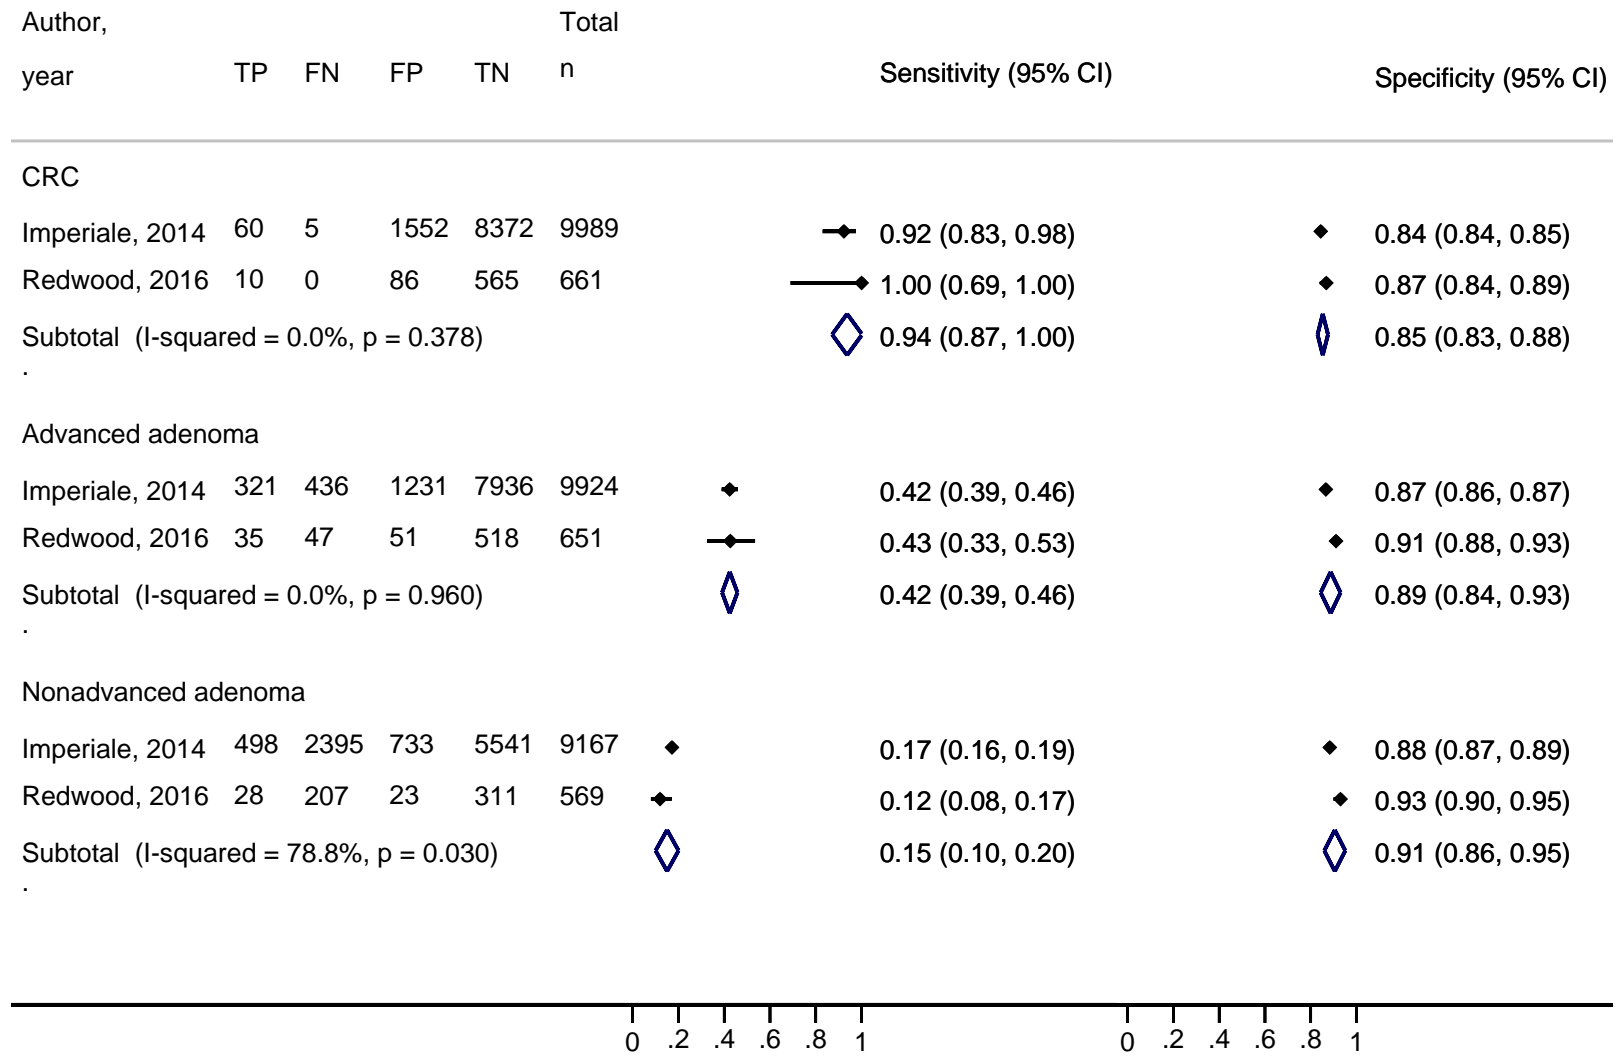 Author, Total
year TP FN FP TN n Sensitivity (95% CI) Specificity (95% CI)
CRC
Imperiale, 2014 60 5 1552 8372 9989 0.92 (0.83, 0.98) 0.84 (0.84, 0.85)
Redwood, 2016 10 0 86 565 661 1.00 (0.69, 1.00) 0.87 (0.84, 0.89)
Subtotal (I-squared = 0.0%, p = 0.378) 0.94 (0.87, 1.00) 0.85 (0.83, 0.88)
.
Advanced adenoma
Imperiale, 2014 321 436 1231 7936 9924 0.42 (0.39, 0.46) 0.87 (0.86, 0.87)
Redwood, 2016 35 47 51 518 651 0.43 (0.33, 0.53) 0.91 (0.88, 0.93)
Subtotal (I-squared = 0.0%, p = 0.960) 0.42 (0.39, 0.46) 0.89 (0.84, 0.93)
.
Nonadvanced adenoma
Imperiale, 2014 498 2395 733 5541 9167 0.17 (0.16, 0.19) 0.88 (0.87, 0.89)
Redwood, 2016 28 207 23 311 569 0.12 (0.08, 0.17) 0.93 (0.90, 0.95)
Subtotal (I-squared = 78.8%, p = 0.030) 0.15 (0.10, 0.20) 0.91 (0.86, 0.95)
.
0 .2 .4 .6 .8 1 0 .2 .4 .6 .8 1